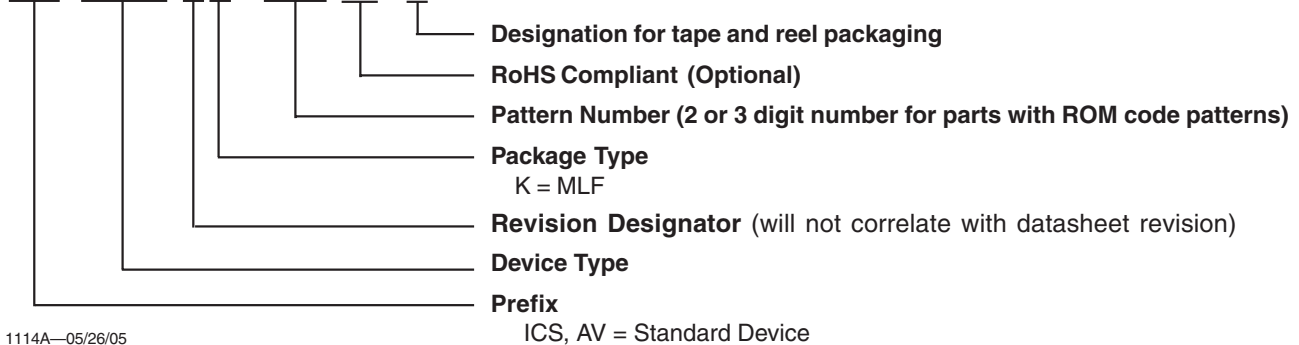 Designation for tape and reel packaging
RoHS Compliant (Optional)
Pattern Number (2 or 3 digit number for parts with ROM code patterns)
Package Type
K = MLF
Revision Designator (will not correlate with datasheet revision)
Device Type
Prefix
ICS, AV = Standard Device
1114A—05/26/05